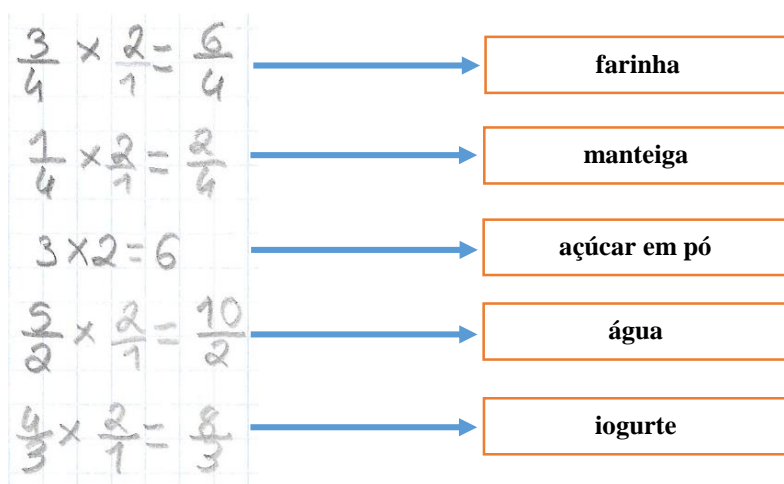 3/4 × 2/1 = 6/4 farinha
1/4 × 2/1 = 2/4 manteiga
3 × 2 = 6 açúcar em pó
5/2 × 2/1 = 10/2 água
4/3 × 2/1 = 8/3 iogurte